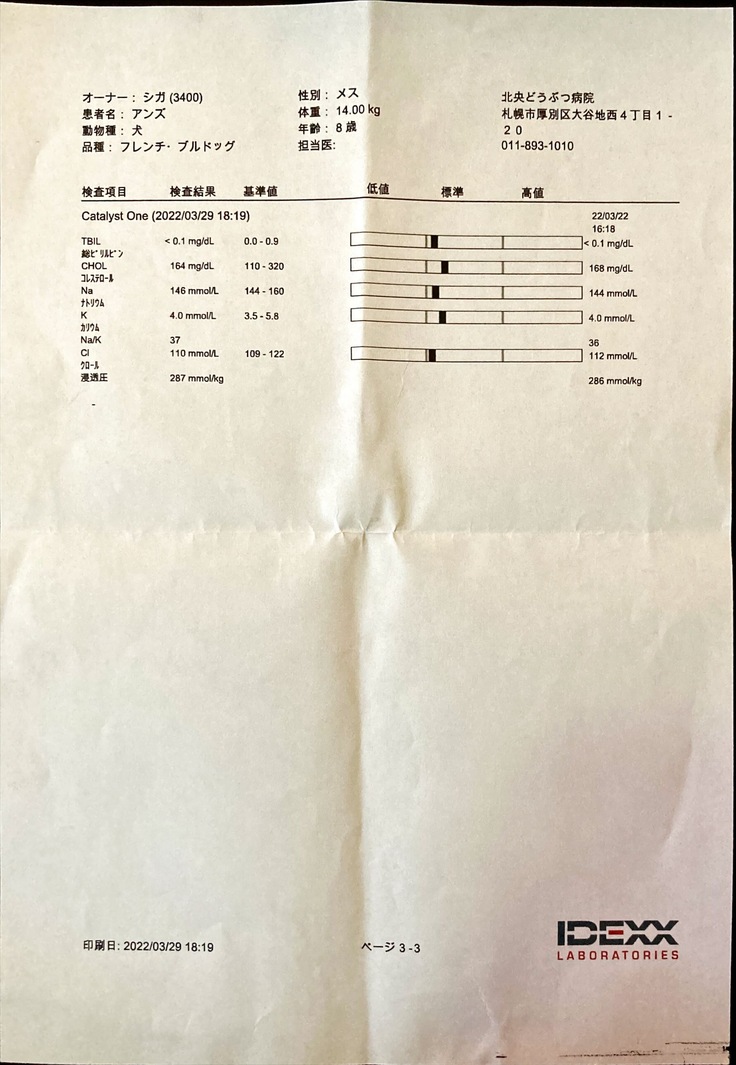 オーナー： シガ (3400)　性別： メス　北央どうぶつ病院
患者名： アンズ　体重： 14.00 kg　札幌市厚別区大谷地西４丁目１-
動物種： 犬　年齢： 8 歳　２０
品種： フレンチ・ブルドッグ　担当医:　011-893-1010
検査項目　検査結果　基準値　低値　標準　高値
Catalyst One (2022/03/29 18:19)　22/03/22
16:18
TBIL　< 0.1 mg/dL　0.0 - 0.9　< 0.1 mg/dL
総ﾋﾞﾘﾙﾋﾞﾝ
CHOL　164 mg/dL　110 - 320　168 mg/dL
ｺﾚｽﾃﾛｰﾙ
Na　146 mmol/L　144 - 160　144 mmol/L
ﾅﾄﾘｳﾑ
K　4.0 mmol/L　3.5 - 5.8　4.0 mmol/L
ｶﾘｳﾑ
Na/K　37　36
Cl　110 mmol/L　109 - 122　112 mmol/L
ｸﾛｰﾙ
浸透圧　287 mmol/kg　286 mmol/kg
-
印刷日: 2022/03/29 18:19　ページ 3 -3
IDEXX
LABORATORIES